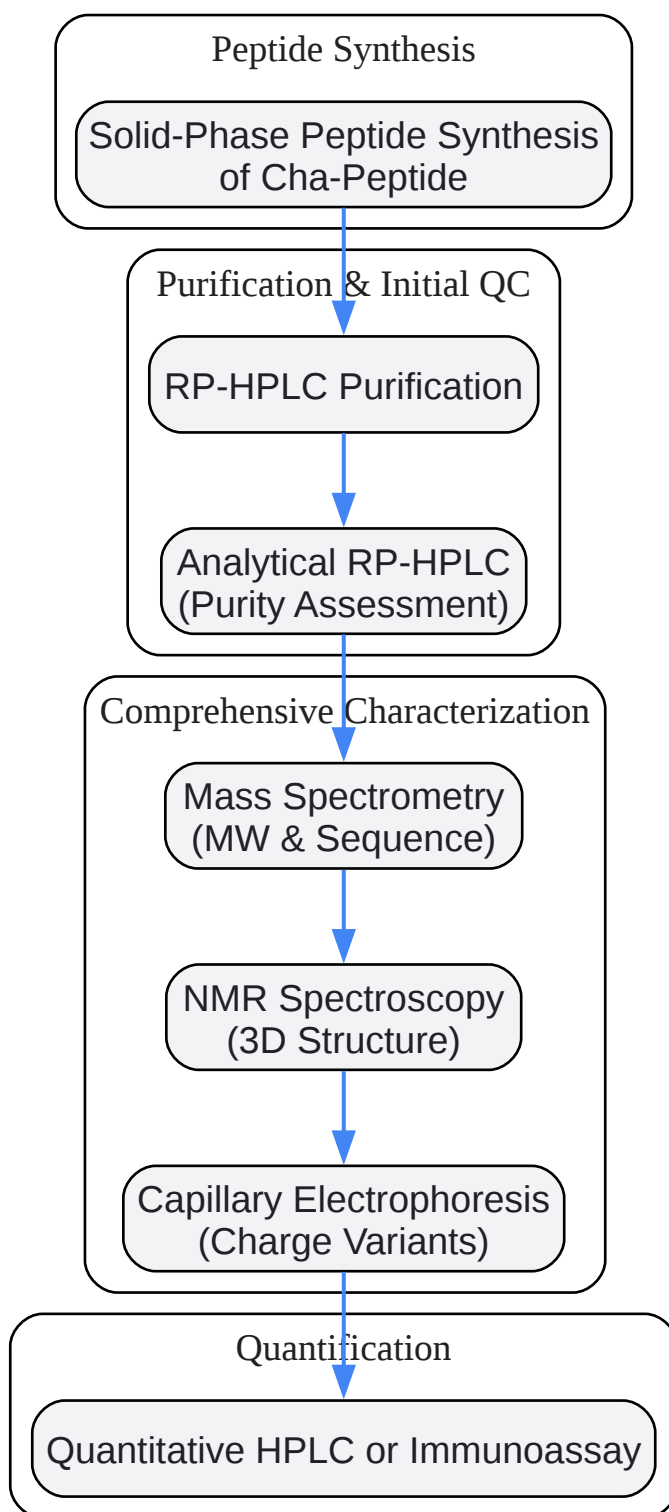 Peptide Synthesis
Solid-Phase Peptide Synthesis
of Cha-Peptide
Purification & Initial QC
RP-HPLC Purification
Analytical RP-HPLC
(Purity Assessment)
Comprehensive Characterization
Mass Spectrometry
(MW & Sequence)
NMR Spectroscopy
(3D Structure)
Capillary Electrophoresis
(Charge Variants)
Quantification
Quantitative HPLC or Immunoassay